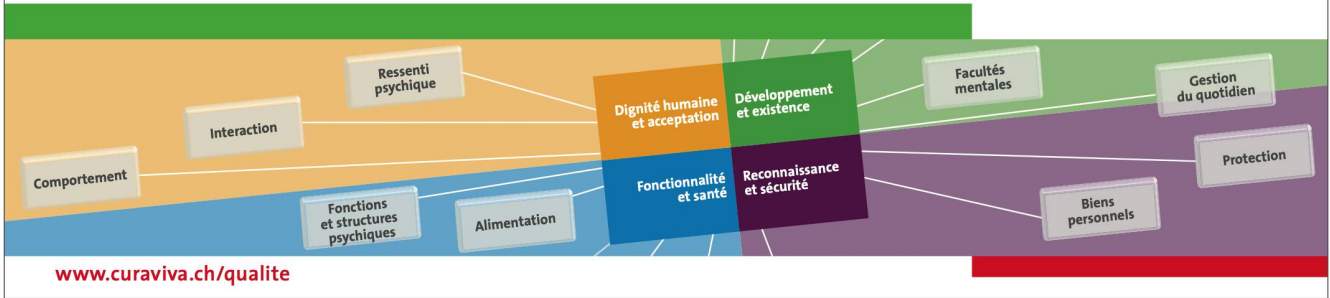 Ressenti
psychique
Interaction
Comportement
Fonctions
et structures
psychiques
Alimentation
Dignité humaine
et acceptation
Développement
et existence
Fonctionnalité
et santé
Reconnaissance
et sécurité
Facultés
mentales
Gestion
du quotidien
Protection
Biens
personnels
www.curaviva.ch/qualite